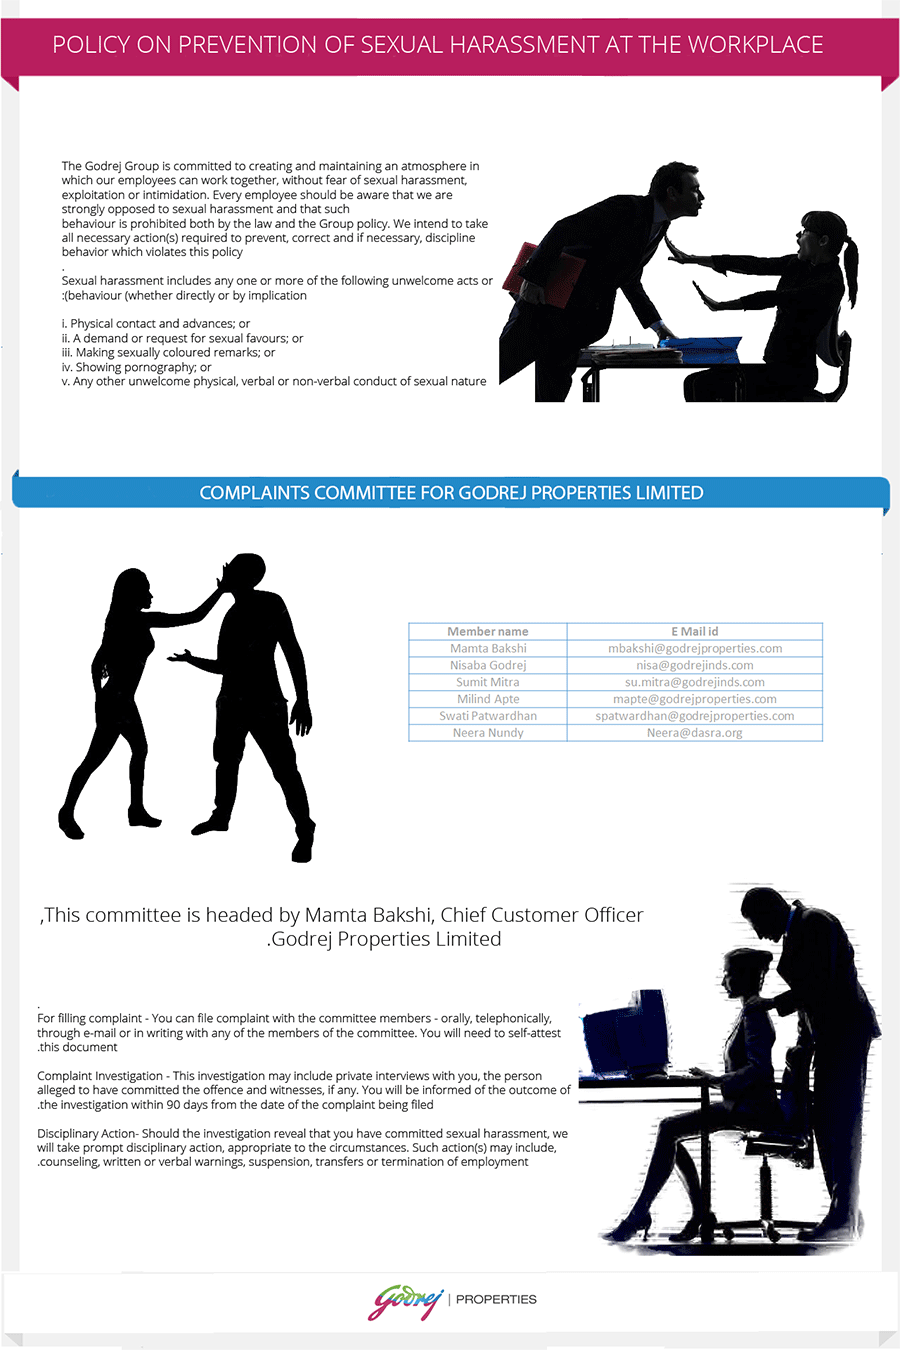 POLICY ON PREVENTION OF SEXUAL HARASSMENT AT THE WORKPLACE
The Godrej Group is committed to creating and maintaining an atmosphere in
which our employees can work together, without fear of sexual harassment,
exploitation or intimidation. Every employee should be aware that we are
strongly opposed to sexual harassment and that such
behaviour is prohibited both by the law and the Group policy. We intend to take
all necessary action(s) required to prevent, correct and if necessary, discipline
behavior which violates this policy
.
Sexual harassment includes any one or more of the following unwelcome acts or
:(behaviour (whether directly or by implication
i. Physical contact and advances; or
ii. A demand or request for sexual favours; or
iii. Making sexually coloured remarks; or
iv. Showing pornography; or
v. Any other unwelcome physical, verbal or non-verbal conduct of sexual nature
COMPLAINTS COMMITTEE FOR GODREJ PROPERTIES LIMITED
Member name E Mail id
Mamta Bakshi mbakshi@godrejproperties.com
Nisaba Godrej nisa@godrejinds.com
Sumit Mitra su.mitra@godrejinds.com
Milind Apte mapte@godrejproperties.com
Swati Patwardhan spatwardhan@godrejproperties.com
Neera Nundy Neera@dasra.org
,This committee is headed by Mamta Bakshi, Chief Customer Officer
.Godrej Properties Limited
.
For filling complaint - You can file complaint with the committee members - orally, telephonically,
through e-mail or in writing with any of the members of the committee. You will need to self-attest
.this document
Complaint Investigation - This investigation may include private interviews with you, the person
alleged to have committed the offence and witnesses, if any. You will be informed of the outcome of
.the investigation within 90 days from the date of the complaint being filed
Disciplinary Action- Should the investigation reveal that you have committed sexual harassment, we
will take prompt disciplinary action, appropriate to the circumstances. Such action(s) may include,
.counseling, written or verbal warnings, suspension, transfers or termination of employment
Godrej | PROPERTIES